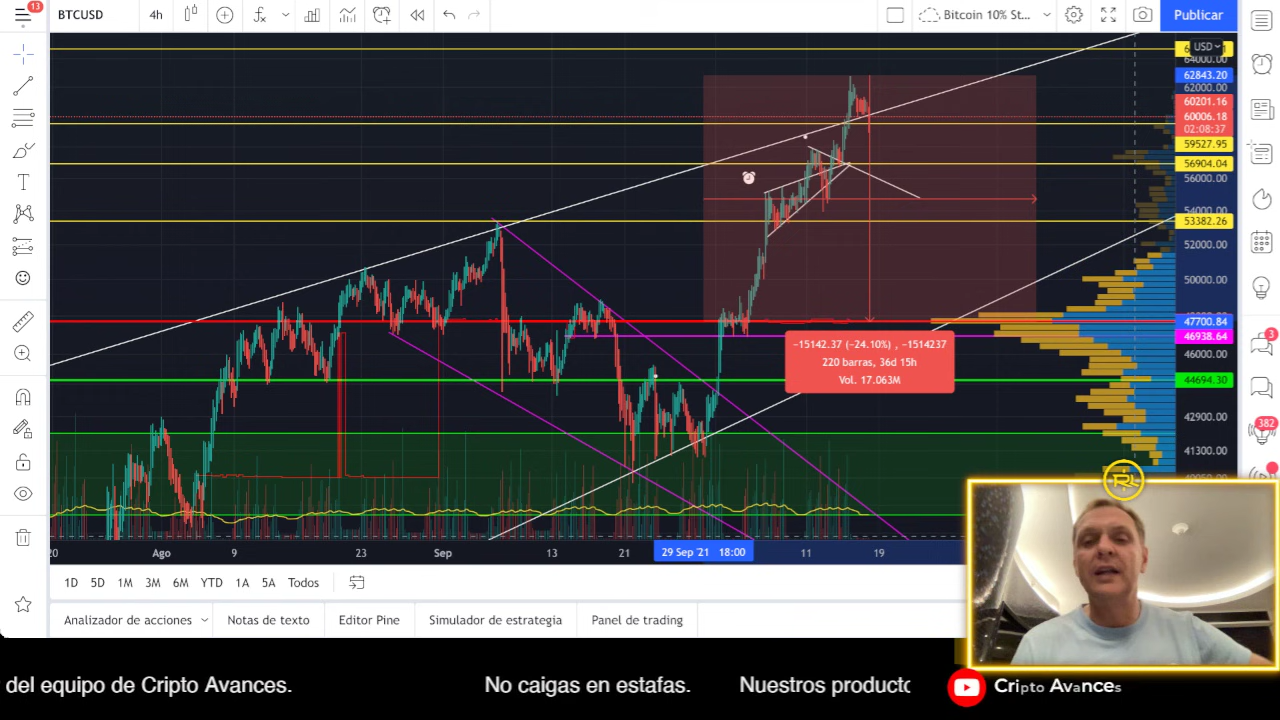 13
BTCUSD
4h
Bitcoin 10% St...
Publicar
USD
64000.00
62843.20
62000.00
60201.16
60006.18
02:08:37
59527.95
56904.04
56000.00
54000.00
53382.26
52000.00
50000.00
47700.84
46938.64
46000.00
44694.30
42900.00
41300.00
−15142.37 (−24.10%) , −1514237
220 barras, 36d 15h
Vol. 17.063M
3
382
20
Ago
9
23
Sep
13
21
29 Sep '21 18:00
11
19
1D 5D 1M 3M 6M YTD 1A 5A Todos
Analizador de acciones
Notas de texto
Editor Pine
Simulador de estrategia
Panel de trading
del equipo de Cripto Avances.
No caigas en estafas.
Nuestros producto
Cripto Avances